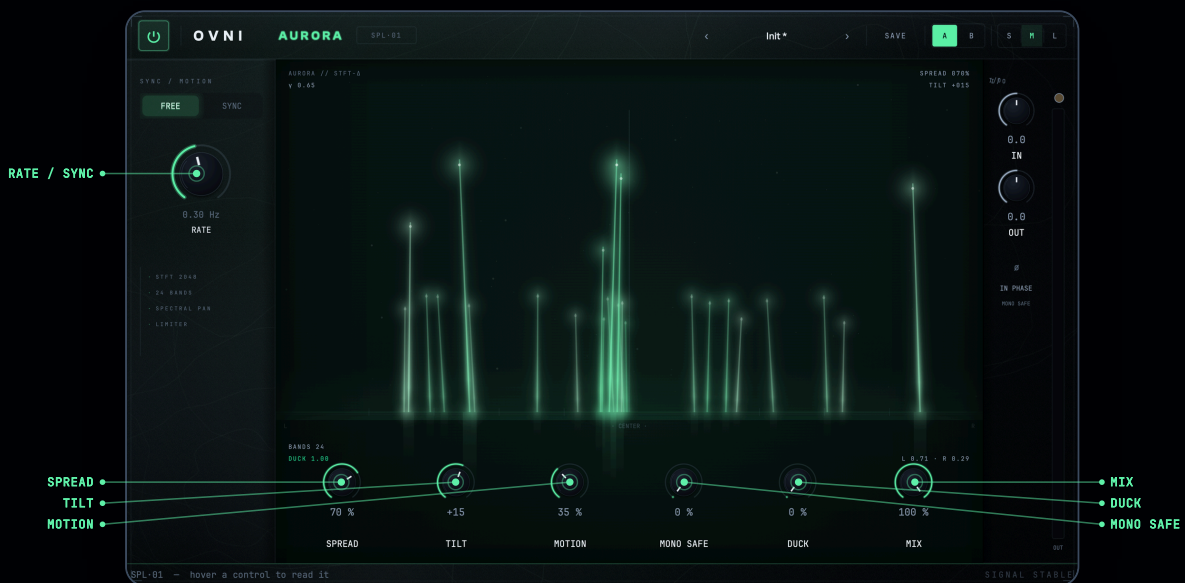 OVNI
AURORA
SPL-01
‹
Init *
›
SAVE
A
B
S
M
L
SYNC / MOTION
FREE
SYNC
RATE / SYNC
0.30 Hz
RATE
· STFT 2048
· 24 BANDS
· SPECTRAL PAN
· LIMITER
AURORA // STFT-6
γ 0.65
SPREAD 070%
TILT +015
0.0
IN
0.0
OUT
ø
IN PHASE
MONO SAFE
CENTER
BANDS 24
DUCK 1.00
L 0.71 · R 0.29
SPREAD
TILT
MOTION
70 %
+15
35 %
0 %
0 %
100 %
SPREAD
TILT
MOTION
MONO SAFE
DUCK
MIX
MIX
DUCK
MONO SAFE
OUT
SPL-01 — hover a control to read it
SIGNAL STABLE